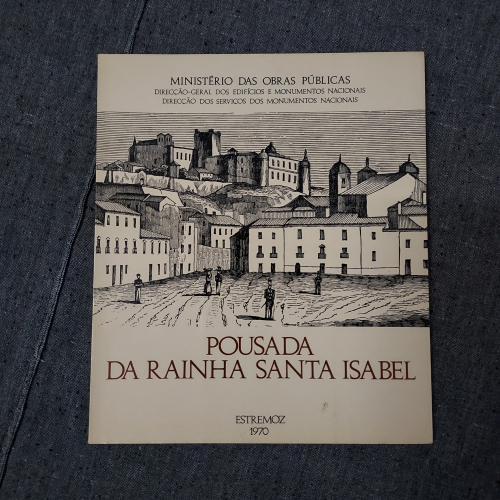 MINISTÉRIO DAS OBRAS PÚBLICAS
DIRECÇÃO-GERAL DOS EDIFÍCIOS E MONUMENTOS NACIONAIS
DIRECÇÃO DOS SERVIÇOS DOS MONUMENTOS NACIONAIS
POUSADA
DA RAINHA SANTA ISABEL
ESTREMOZ
1970